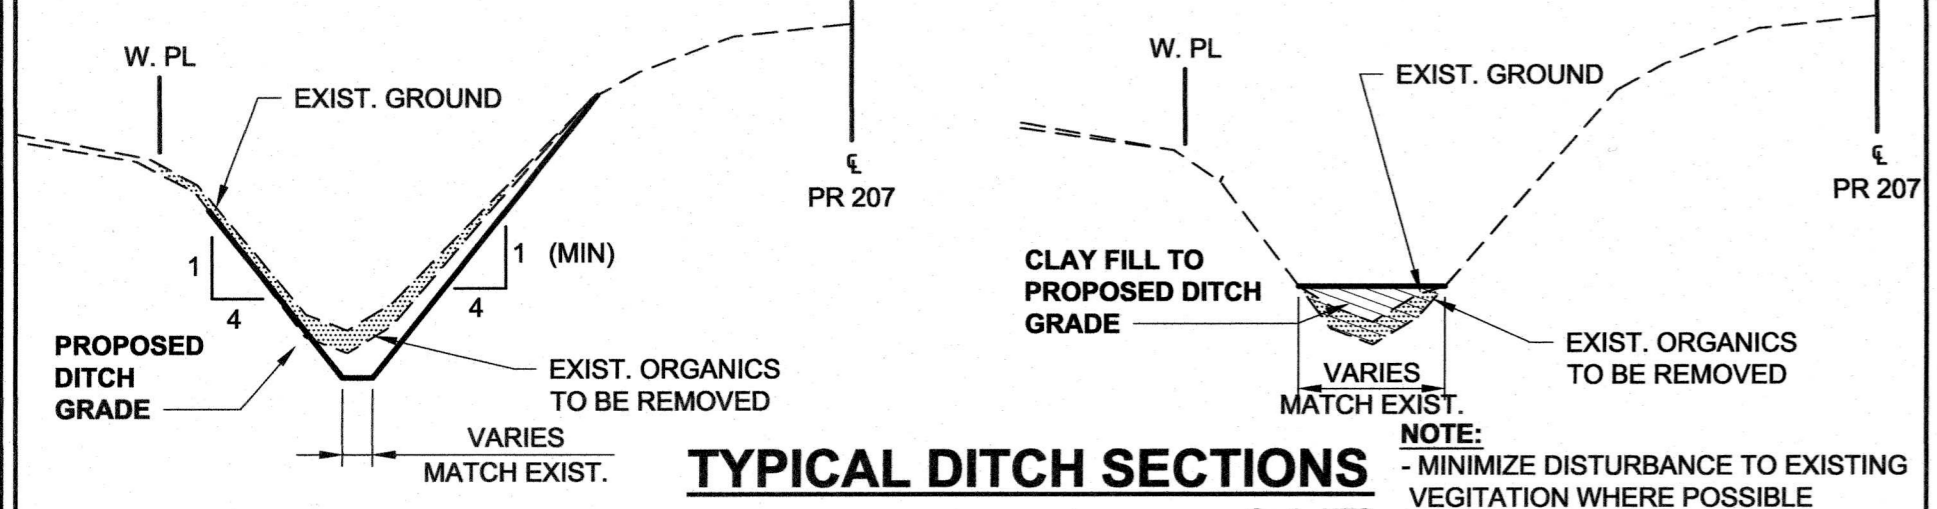 W. PL
EXIST. GROUND
℄
PR 207
1
4
1 (MIN)
4
PROPOSED
DITCH
GRADE
EXIST. ORGANICS
TO BE REMOVED
VARIES
MATCH EXIST.
W. PL
EXIST. GROUND
℄
PR 207
CLAY FILL TO
PROPOSED DITCH
GRADE
EXIST. ORGANICS
TO BE REMOVED
VARIES
MATCH EXIST.
TYPICAL DITCH SECTIONS
NOTE:
- MINIMIZE DISTURBANCE TO EXISTING
VEGITATION WHERE POSSIBLE